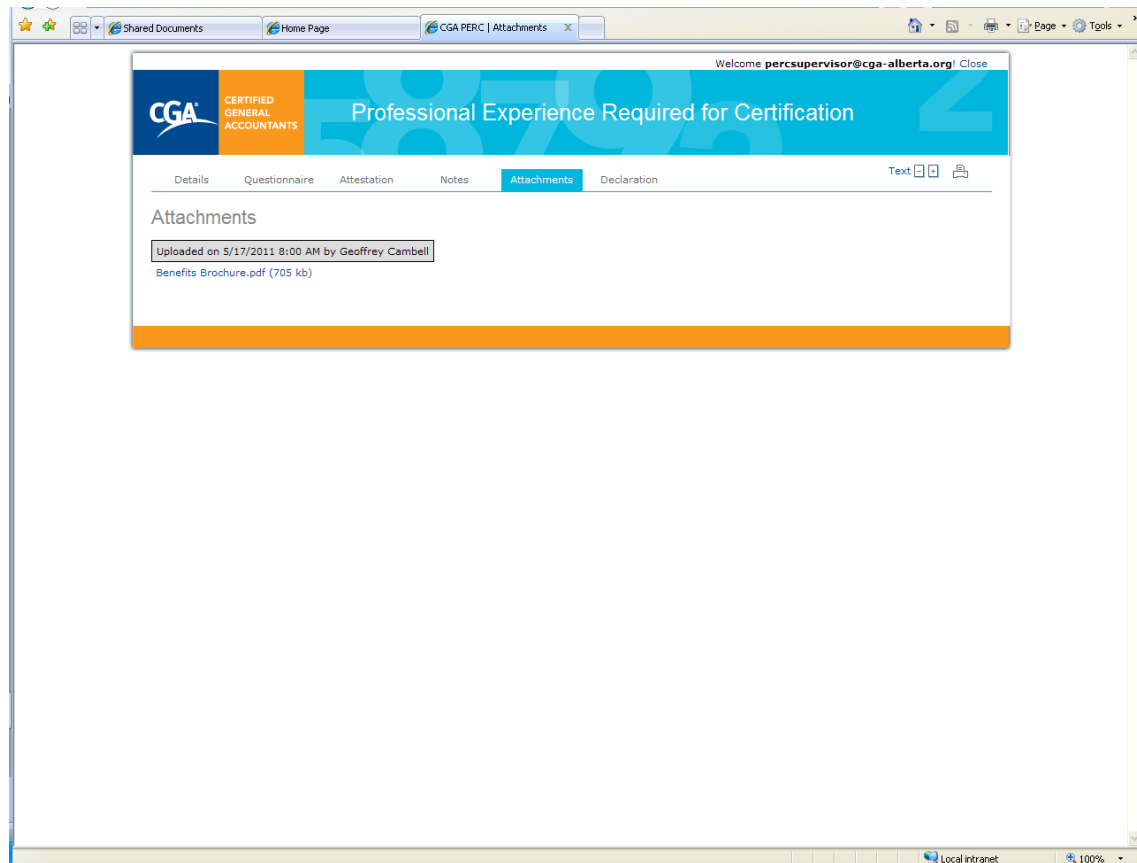 Shared Documents
Home Page
CGA PERC | Attachments X
Page
Tools
Welcome percsupervisor@cga-alberta.org! Close
CGA
CERTIFIED
GENERAL
ACCOUNTANTS
Professional Experience Required for Certification
Details Questionnaire Attestation Notes Attachments Declaration
Text - +
Attachments
Uploaded on 5/17/2011 8:00 AM by Geoffrey Cambell
Benefits Brochure.pdf (705 kb)
Local intranet
100%